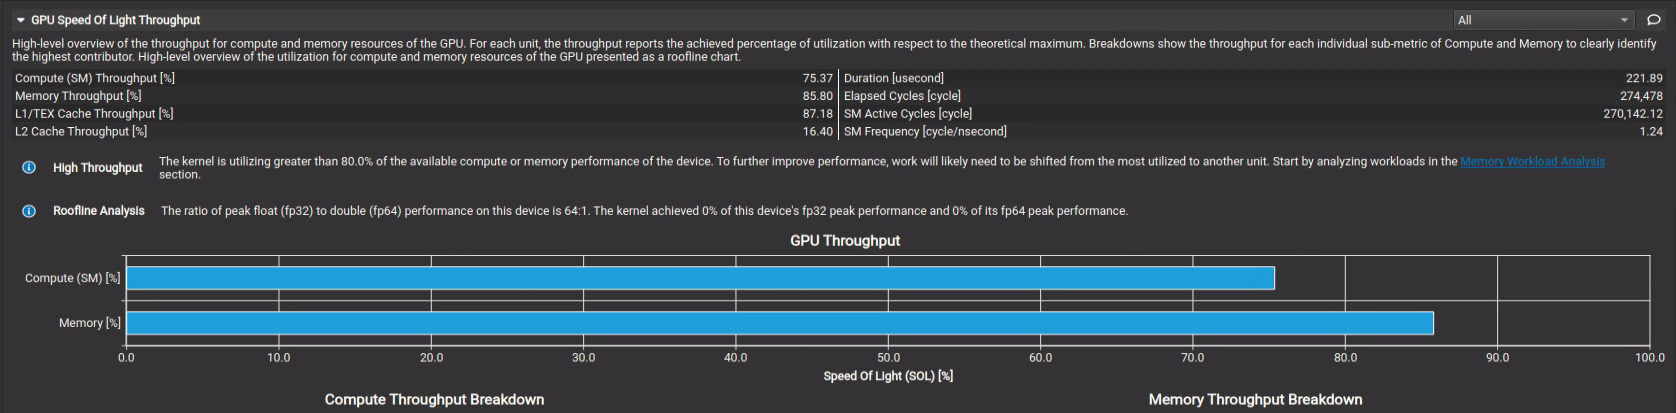 GPU Speed Of Light Throughput
All
High-level overview of the throughput for compute and memory resources of the GPU. For each unit, the throughput reports the achieved percentage of utilization with respect to the theoretical maximum. Breakdowns show the throughput for each individual sub-metric of Compute and Memory to clearly identify
the highest contributor. High-level overview of the utilization for compute and memory resources of the GPU presented as a roofline chart.
Compute (SM) Throughput [%] 75.37 Duration [usecond] 221.89
Memory Throughput [%] 85.80 Elapsed Cycles [cycle] 274,478
L1/TEX Cache Throughput [%] 87.18 SM Active Cycles [cycle] 270,142.12
L2 Cache Throughput [%] 16.40 SM Frequency [cycle/nsecond] 1.24
High Throughput
The kernel is utilizing greater than 80.0% of the available compute or memory performance of the device. To further improve performance, work will likely need to be shifted from the most utilized to another unit. Start by analyzing workloads in the Memory Workload Analysis
section.
Roofline Analysis The ratio of peak float (fp32) to double (fp64) performance on this device is 64:1. The kernel achieved 0% of this device's fp32 peak performance and 0% of its fp64 peak performance.
GPU Throughput
Compute (SM) [%]
Memory [%]
0.0 10.0 20.0 30.0 40.0 50.0 60.0 70.0 80.0 90.0 100.0
Speed Of Light (SOL) [%]
Compute Throughput Breakdown Memory Throughput Breakdown